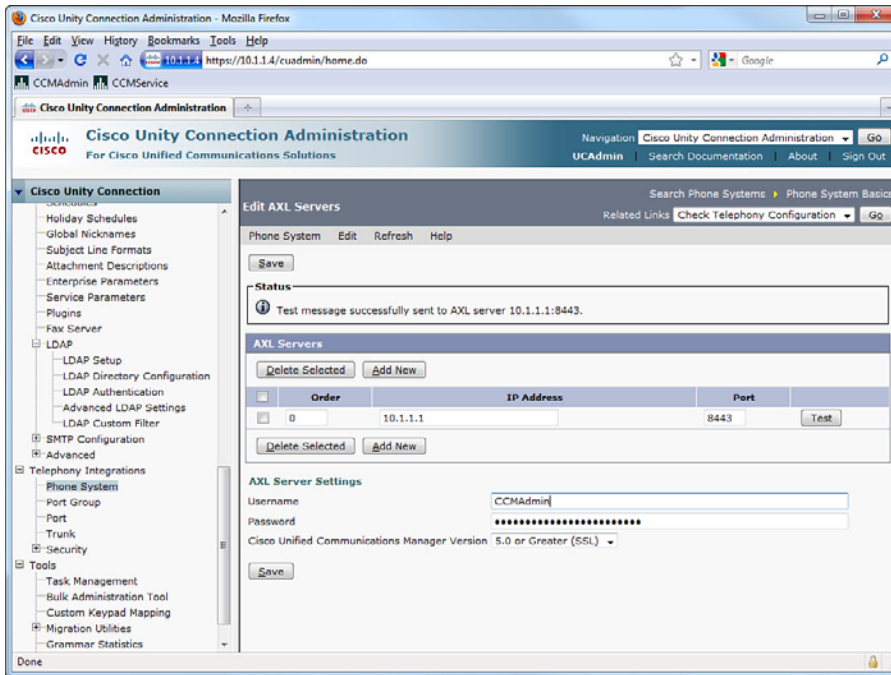 Cisco Unity Connection Administration - Mozilla Firefox
File Edit View History Bookmarks Tools Help
10.1.1.4 https://10.1.1.4/cuadmin/home.do
Google
CCMAdmin CCMService
Cisco Unity Connection Administration
CISCO
Cisco Unity Connection Administration
For Cisco Unified Communications Solutions
Navigation Cisco Unity Connection Administration Go
UCAdmin Search Documentation About Sign Out
Cisco Unity Connection
Schedules
Holiday Schedules
Global Nicknames
Subject Line Formats
Attachment Descriptions
Enterprise Parameters
Service Parameters
Plugins
Fax Server
LDAP
LDAP Setup
LDAP Directory Configuration
LDAP Authentication
Advanced LDAP Settings
LDAP Custom Filter
SMTP Configuration
Advanced
Telephony Integrations
Phone System
Port Group
Port
Trunk
Security
Tools
Task Management
Bulk Administration Tool
Custom Keypad Mapping
Migration Utilities
Grammar Statistics
Search Phone Systems Phone System Basics
Edit AXL Servers
Related Links Check Telephony Configuration Go
Phone System Edit Refresh Help
Save
Status
Test message successfully sent to AXL server 10.1.1.1:8443.
AXL Servers
Delete Selected Add New
Order IP Address Port
0 10.1.1.1 8443 Test
Delete Selected Add New
AXL Server Settings
Username CCMAdmin
Password
Cisco Unified Communications Manager Version 5.0 or Greater (SSL)
Save
Done